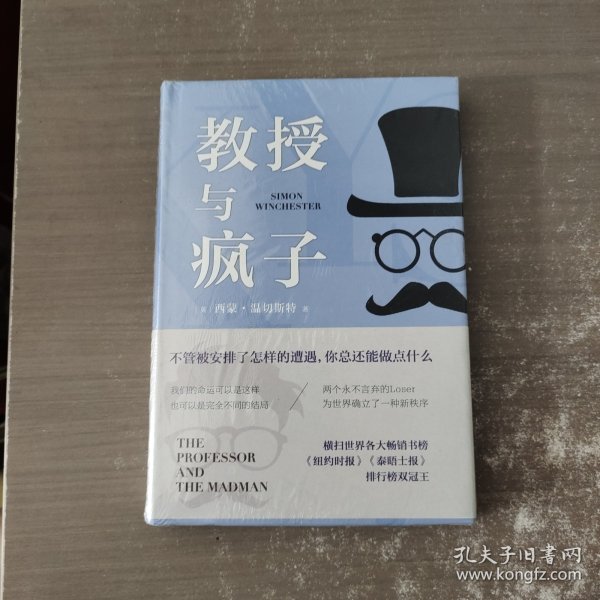 教授
SIMON
WINCHESTER
与
疯子
西蒙·温切斯特 著
不管被安排了怎样的遭遇,你总还能做点什么
我们的命运可以是这样
也可以是完全不同的结局
两个永不言弃的Loser
为世界确立了一种新秩序
THE
PROFESSOR
AND
THE MADMAN
横扫世界各大畅销书榜
《纽约时报》《泰晤士报》
排行榜双冠王
孔夫子旧书网
www.kongfz.com